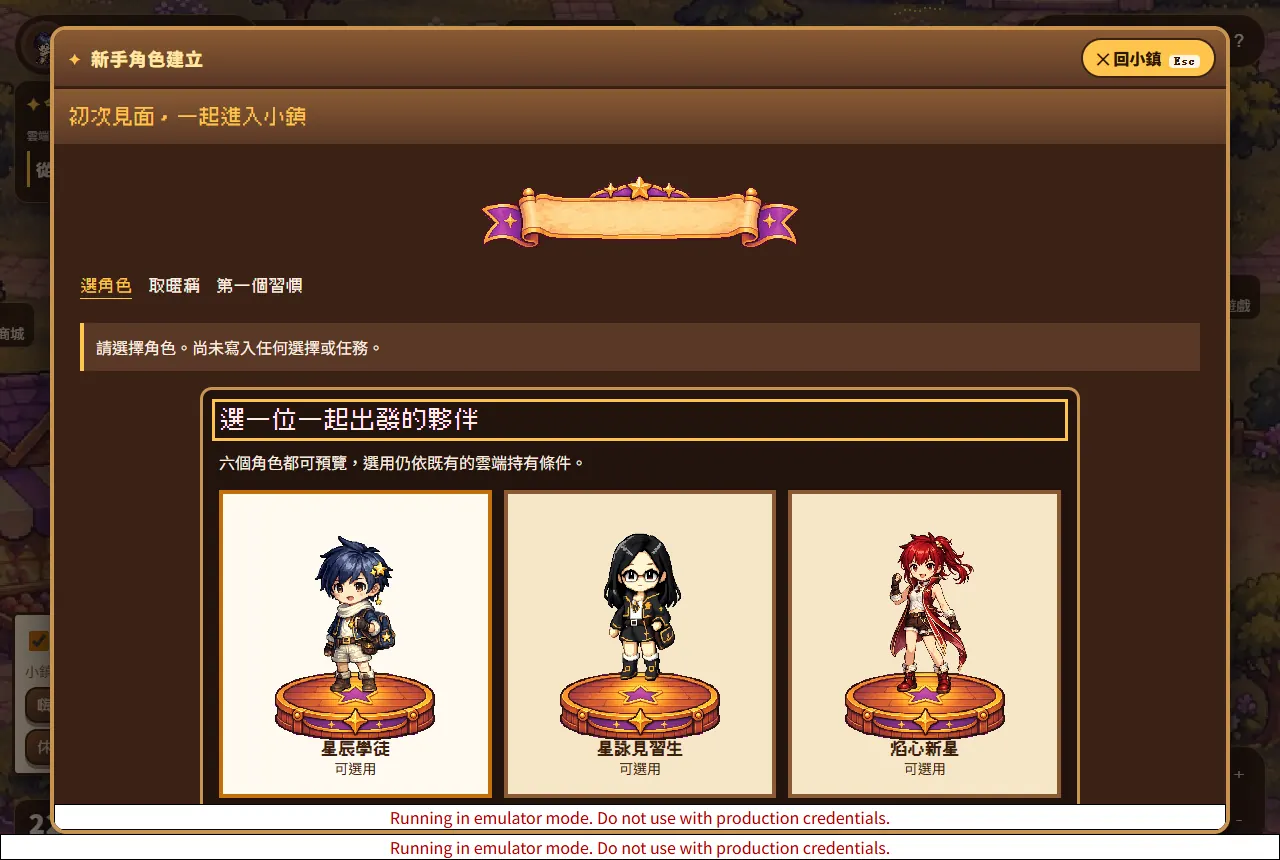 ✦ 新手角色建立
回小鎮 Esc
?
初次見面，一起進入小鎮
選角色 取暱稱 第一個習慣
請選擇角色。尚未寫入任何選擇或任務。
商城
遊戲
選一位一起出發的夥伴
六個角色都可預覽，選用仍依既有的雲端持有條件。
星辰學徒
可選用
星詠見習生
可選用
焰心新星
可選用
Running in emulator mode. Do not use with production credentials.
Running in emulator mode. Do not use with production credentials.